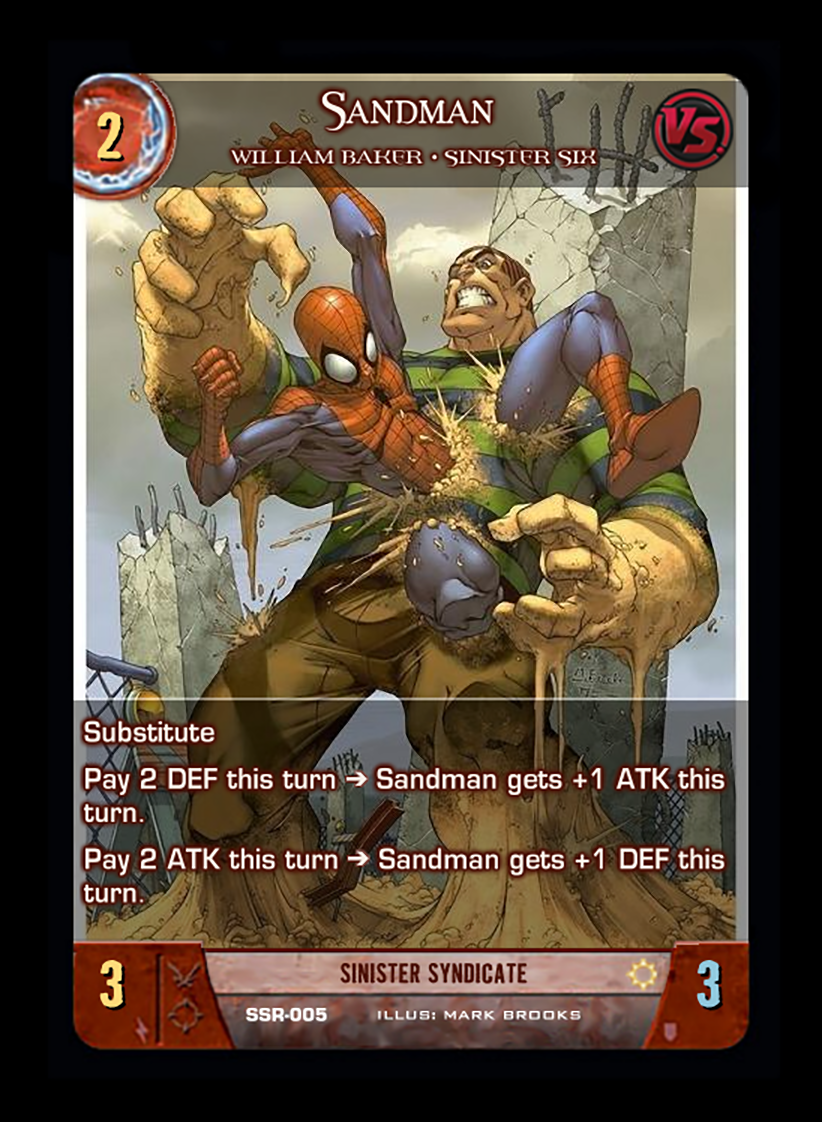 2
SANDMAN
VS.
WILLIAM BAKER • SINISTER SIX
Substitute
Pay 2 DEF this turn → Sandman gets +1 ATK this
turn.
Pay 2 ATK this turn → Sandman gets +1 DEF this
turn.
3
SINISTER SYNDICATE
3
SSR-005 ILLUS: MARK BROOKS